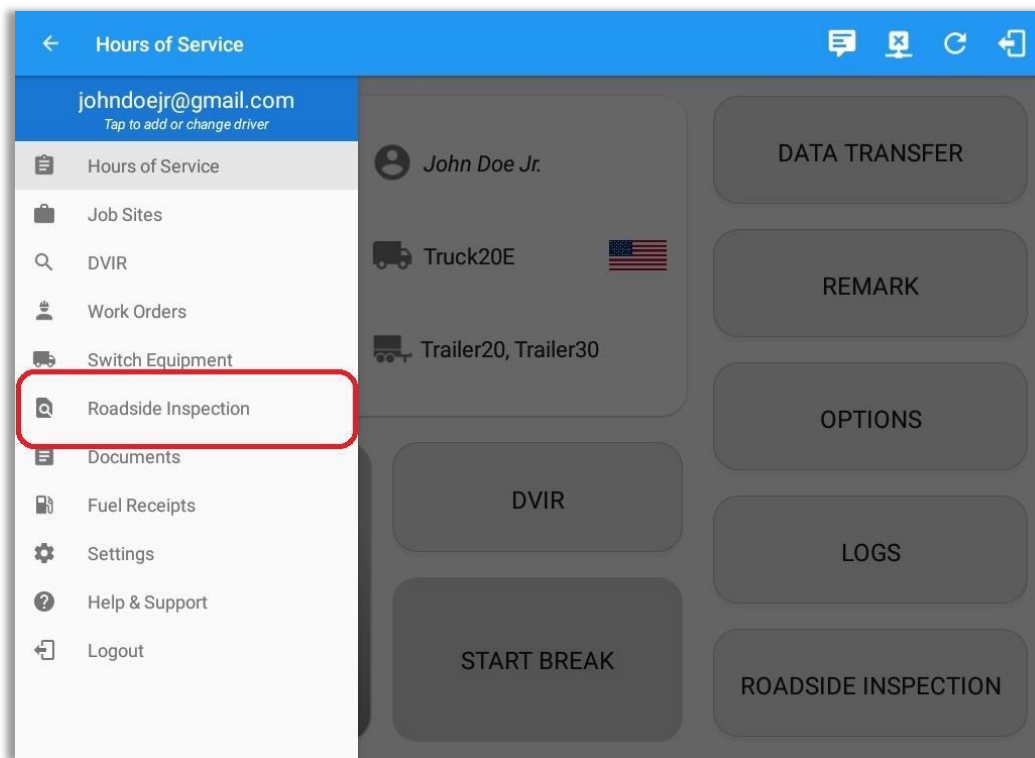 Hours of Service
johndoejr@gmail.com
Tap to add or change driver
Hours of Service
Job Sites
DVIR
Work Orders
Switch Equipment
Roadside Inspection
Documents
Fuel Receipts
Settings
Help & Support
Logout
John Doe Jr.
Truck20E
Trailer20, Trailer30
DVIR
START BREAK
DATA TRANSFER
REMARK
OPTIONS
LOGS
ROADSIDE INSPECTION